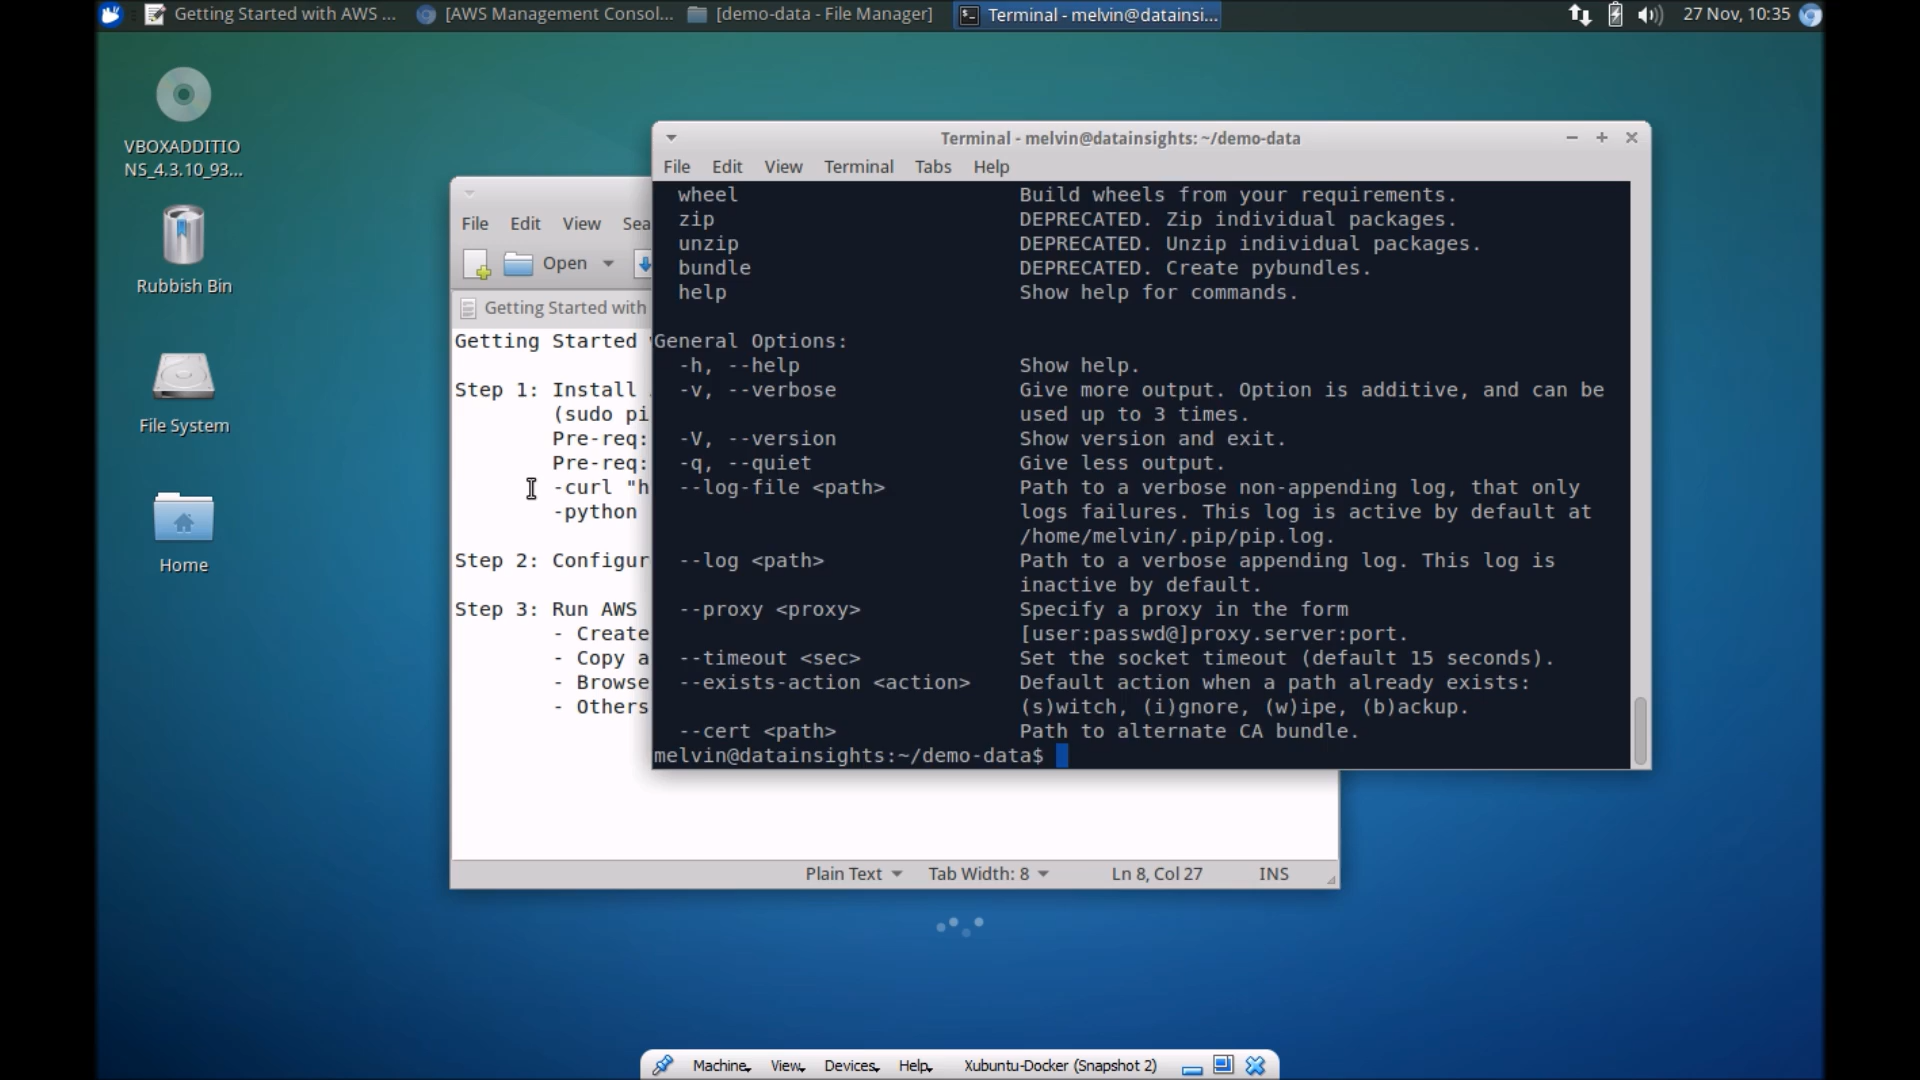 Getting Started with AWS ...
[AWS Management Consol...
[demo-data - File Manager]
Terminal - melvin@datainsi...
27 Nov, 10:35
VBOXADDITIO
NS_4.3.10_93...
Rubbish Bin
File System
Home
File Edit View Sea
Open
Getting Started with
Getting Started
Step 1: Install
(sudo pi
Pre-req:
Pre-req:
-curl "h
-python
Step 2: Configur
Step 3: Run AWS
- Create
- Copy a
- Browse
- Others
Plain Text Tab Width: 8 Ln 8, Col 27 INS
Terminal - melvin@datainsights: ~/demo-data
File Edit View Terminal Tabs Help
wheel Build wheels from your requirements.
zip DEPRECATED. Zip individual packages.
unzip DEPRECATED. Unzip individual packages.
bundle DEPRECATED. Create pybundles.
help Show help for commands.
General Options:
-h, --help Show help.
-v, --verbose Give more output. Option is additive, and can be
used up to 3 times.
-V, --version Show version and exit.
-q, --quiet Give less output.
--log-file <path> Path to a verbose non-appending log, that only
logs failures. This log is active by default at
/home/melvin/.pip/pip.log.
--log <path> Path to a verbose appending log. This log is
inactive by default.
--proxy <proxy> Specify a proxy in the form
[user:passwd@]proxy.server:port.
--timeout <sec> Set the socket timeout (default 15 seconds).
--exists-action <action> Default action when a path already exists:
(s)witch, (i)gnore, (w)ipe, (b)ackup.
--cert <path> Path to alternate CA bundle.
melvin@datainsights:~/demo-data$
Machine View Devices Help Xubuntu-Docker (Snapshot 2)